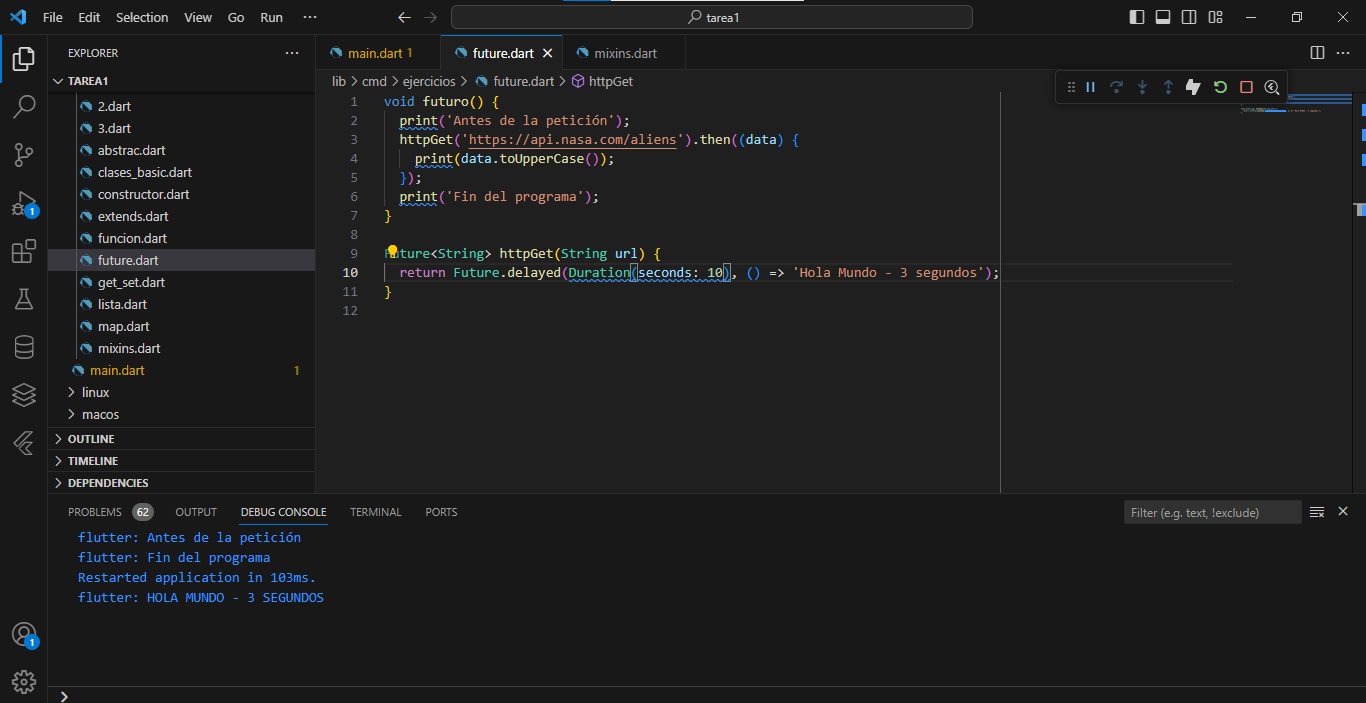 File Edit Selection View Go Run ··· tarea1
EXPLORER ···
TAREA1
2.dart
3.dart
abstrac.dart
clases_basic.dart
constructor.dart
extends.dart
funcion.dart
future.dart
get_set.dart
lista.dart
map.dart
mixins.dart
main.dart 1
linux
macos
OUTLINE
TIMELINE
DEPENDENCIES
1
1
main.dart 1 future.dart mixins.dart
lib > cmd > ejercicios > future.dart > httpGet
1 void futuro() {
2 print('Antes de la petición');
3 httpGet('https://api.nasa.com/aliens').then((data) {
4 print(data.toUpperCase());
5 });
6 print('Fin del programa');
7 }
8
9 Future<String> httpGet(String url) {
10 return Future.delayed(Duration(seconds: 10), () => 'Hola Mundo - 3 segundos');
11 }
12
PROBLEMS 62 OUTPUT DEBUG CONSOLE TERMINAL PORTS Filter (e.g. text, !exclude)
flutter: Antes de la petición
flutter: Fin del programa
Restarted application in 103ms.
flutter: HOLA MUNDO - 3 SEGUNDOS